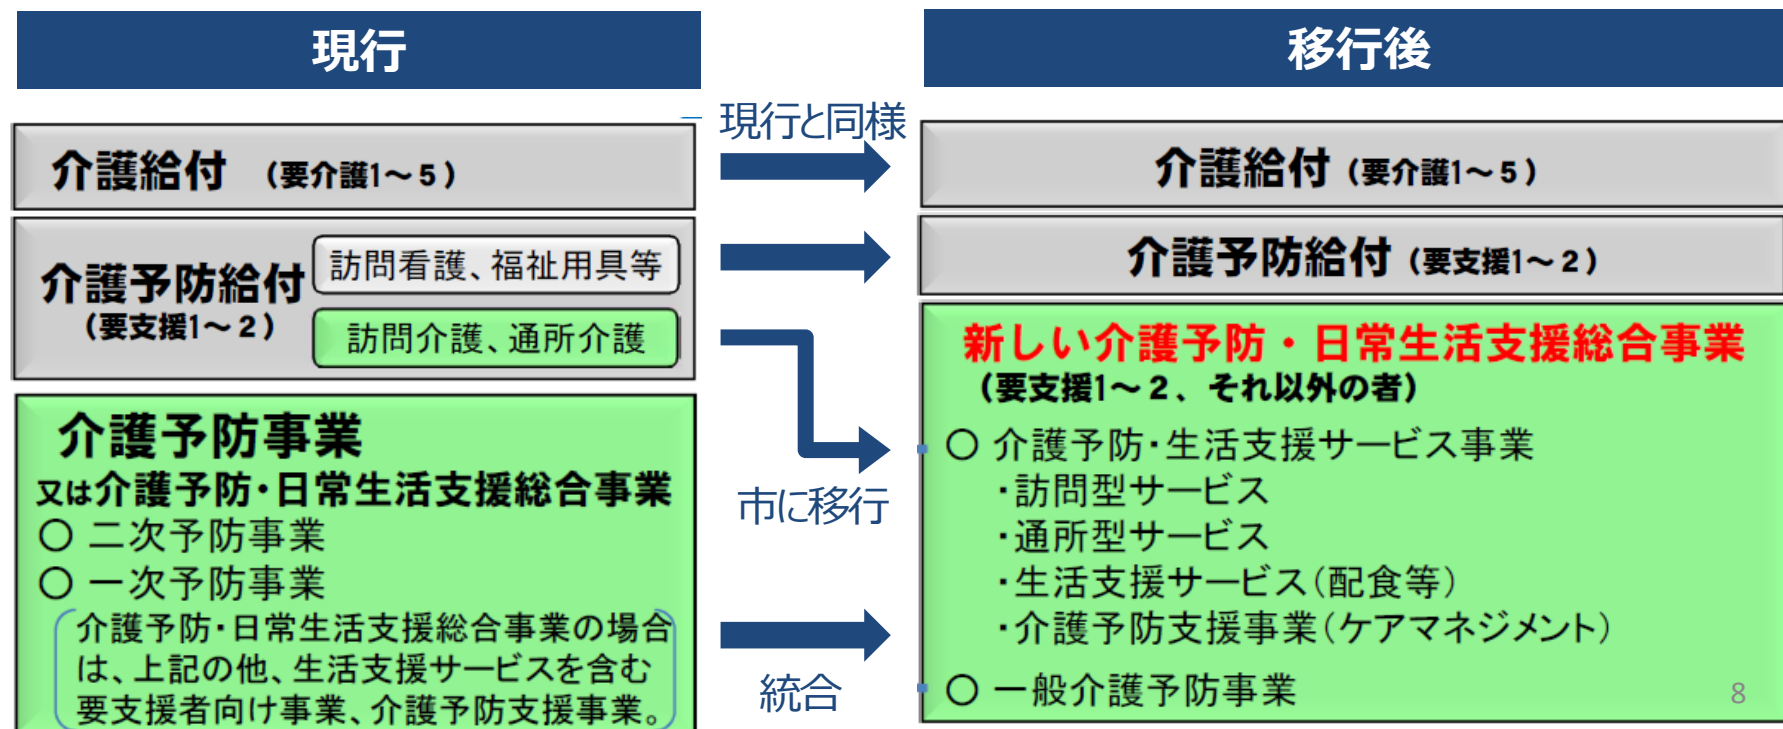 現行
介護給付 （要介護1～5）
介護予防給付
（要支援1～2）
訪問看護、福祉用具等
訪問介護、通所介護
介護予防事業
又は介護予防・日常生活支援総合事業
○ 二次予防事業
○ 一次予防事業
介護予防・日常生活支援総合事業の場合
は、上記の他、生活支援サービスを含む
要支援者向け事業、介護予防支援事業。
現行と同様
市に移行
統合
移行後
介護給付（要介護1～5）
介護予防給付（要支援1～2）
新しい介護予防・日常生活支援総合事業
（要支援1～2、それ以外の者）
○ 介護予防・生活支援サービス事業
・訪問型サービス
・通所型サービス
・生活支援サービス（配食等）
・介護予防支援事業（ケアマネジメント）
○ 一般介護予防事業
8